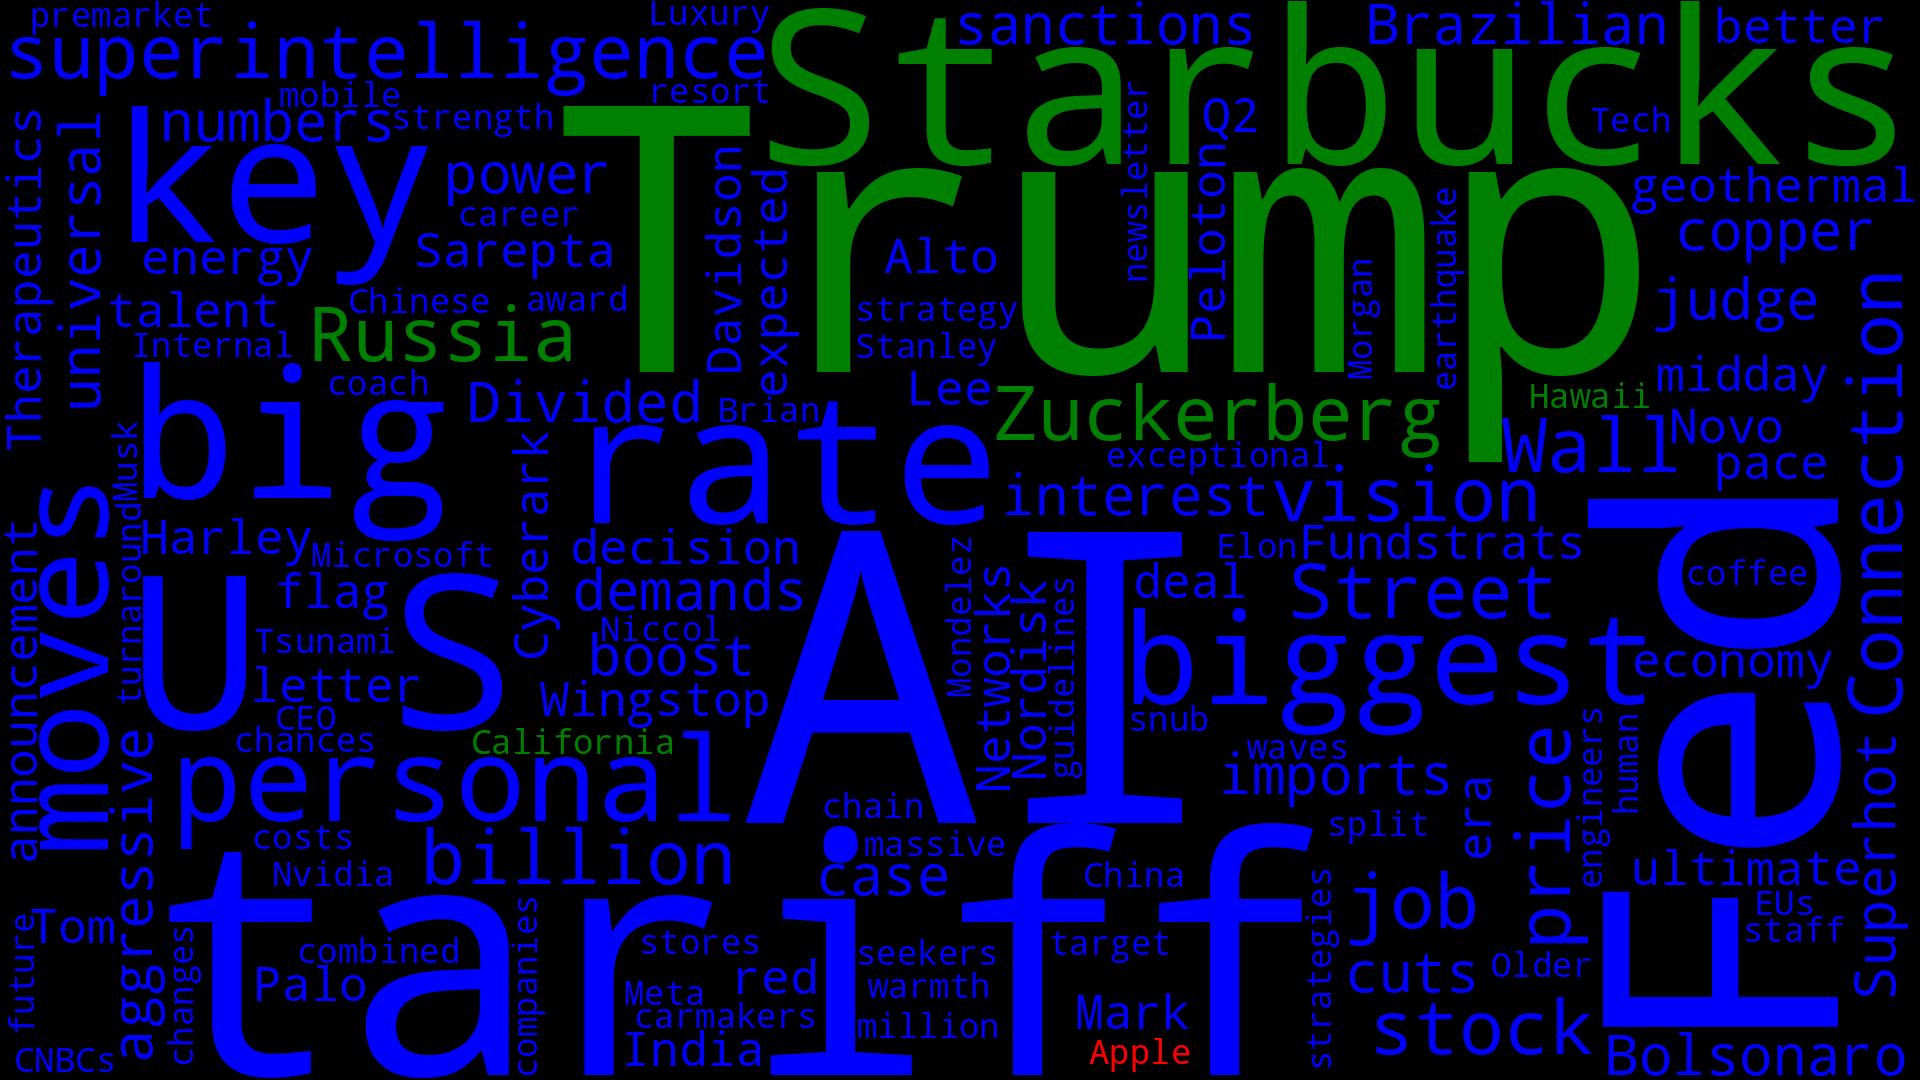 premarket
Luxury
superintelligence
Starbucks
sanctions
Brazilian
better
mobile
resort
numbers
strength
key
Trump
Q2
Tech
newsletter
Therapeutics
universal
power
career
Sarepta
energy
Davidson
expected
Alto
Peloton
geothermal
copper
talent
Chinese
award
strategy
Stanley
Morgan
earthquake
judge
Internal
Russia
big
coach
Divided
Brian
Lee
Zuckerberg
Hawaii
midday
Connection
rate
Wall
Novo
pace
exceptional
interest
vision
Musk
moves
Harley
Microsoft
Cyberark
decision
Elon
Fundstrats
Fed
coffee
US
flag
demands
AI
Mondelez
Networks
Nordisk
guidelines
deal
Street
biggest
economy
Tsunami
Niccol
boost
letter
Wingstop
turnaround
announcement
CEO
chances
California
snub
waves
imports
personal
aggressive
chain
massive
case
split
era
price
engineers
human
costs
billion
Nvidia
China
ultimate
Superhot
tariff
job
EUs
staff
Tom
future
changes
combined
Palo
companies
stores
red
seekers
target
strategies
cuts
Older
Meta
warmth
carmakers
million
India
Mark
Apple
stock
CNBCs
Bolsonaro